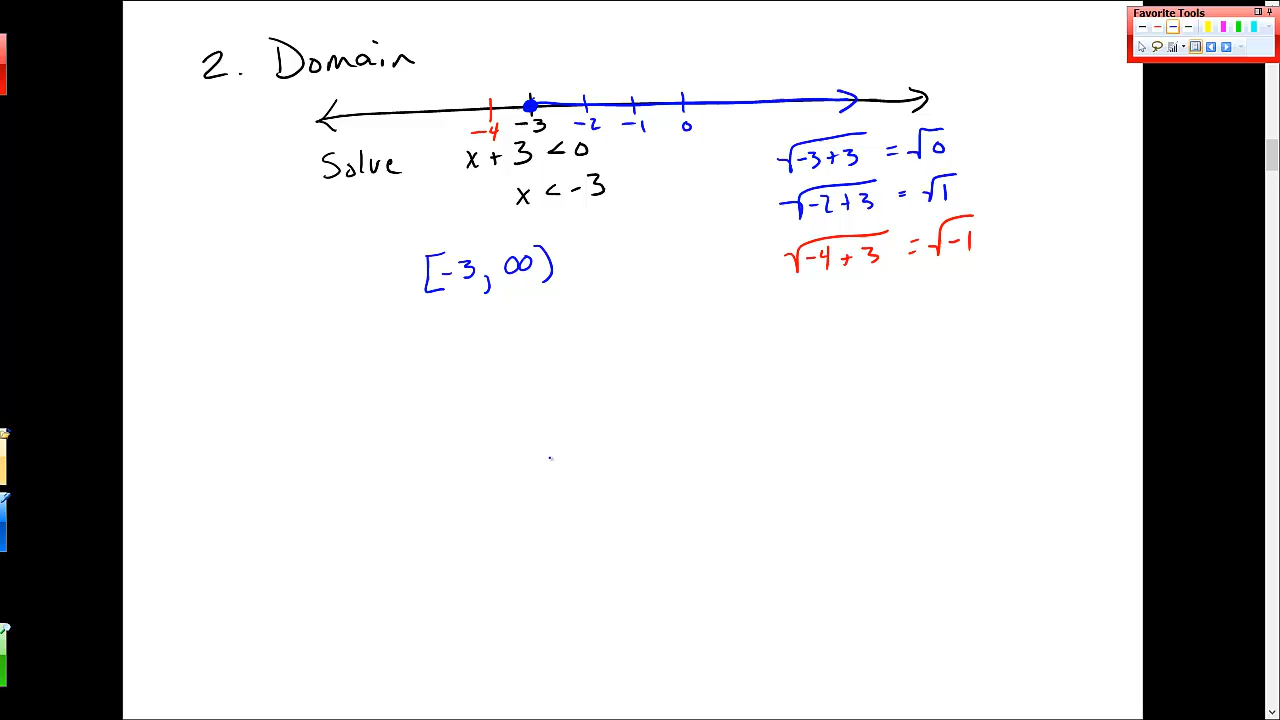 Favorite Tools
2. Domain
-4 -3 -2 -1 0
Solve x + 3 < 0
x < -3
[-3, ∞)
√-3+3 = √0
√-2+3 = √1
√-4+3 = √-1